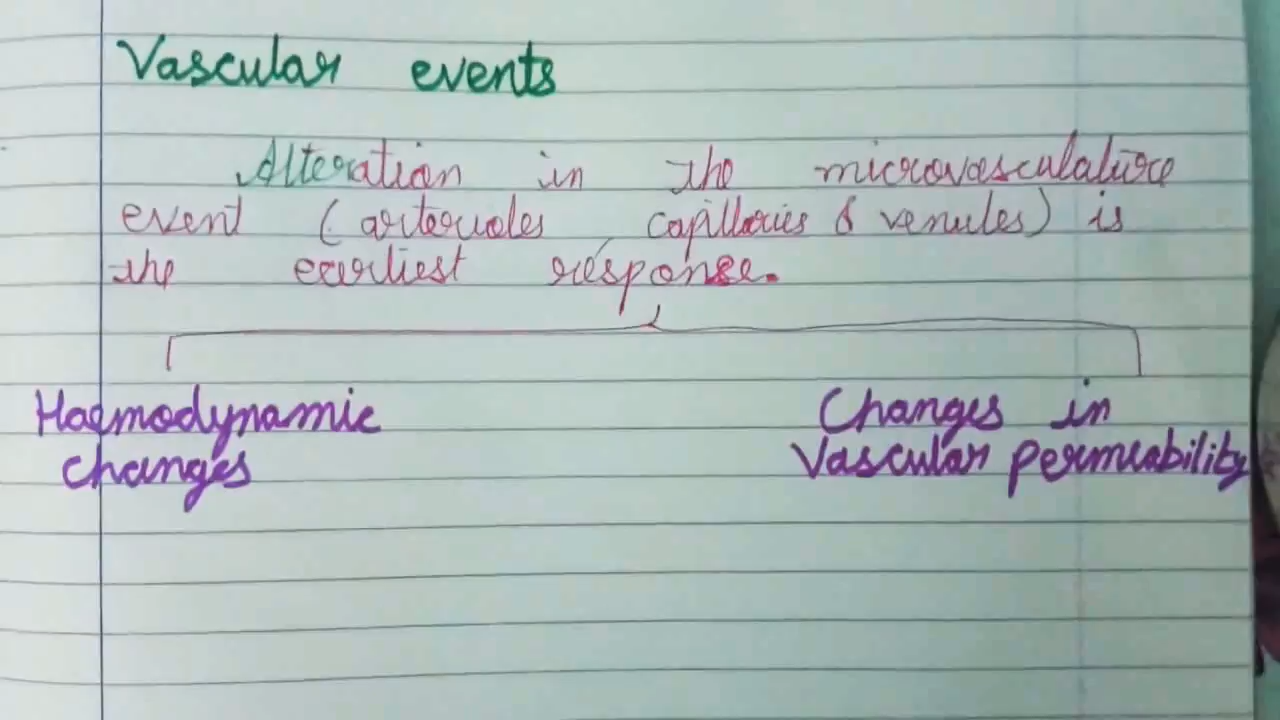 Vascular events
Alteration in the microvasculature
event (arterioles, capillaries & venules) is
the earliest response.
Haemodynamic
changes
Changes in
Vascular permeability